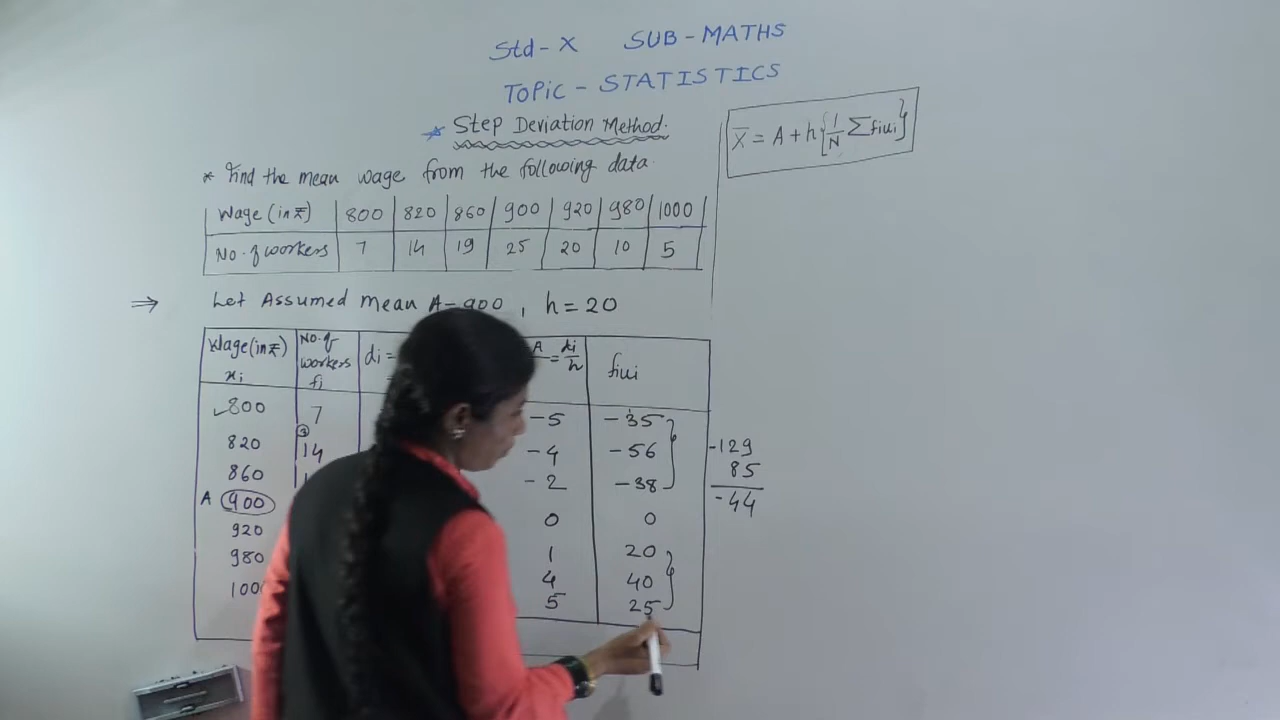 Std - X SUB - MATHS
TOPiC - STATISTICS
* Step Deviation Method.
X̅ = A + h{1/N Σfiui}
* Find the mean wage from the following data.
Wage (in ₹) 800 820 860 900 920 980 1000
No. of workers 7 14 19 25 20 10 5
⇒ Let Assumed Mean A = 900 , h = 20
Wage (in ₹) xi No. of workers fi di = A = di/h fiui
800 7 -5 -35
820 14 -4 -56 -129
860 1 -2 -38 85
A 900 0 0 -44
920 1 20
980 4 40
100 5 25